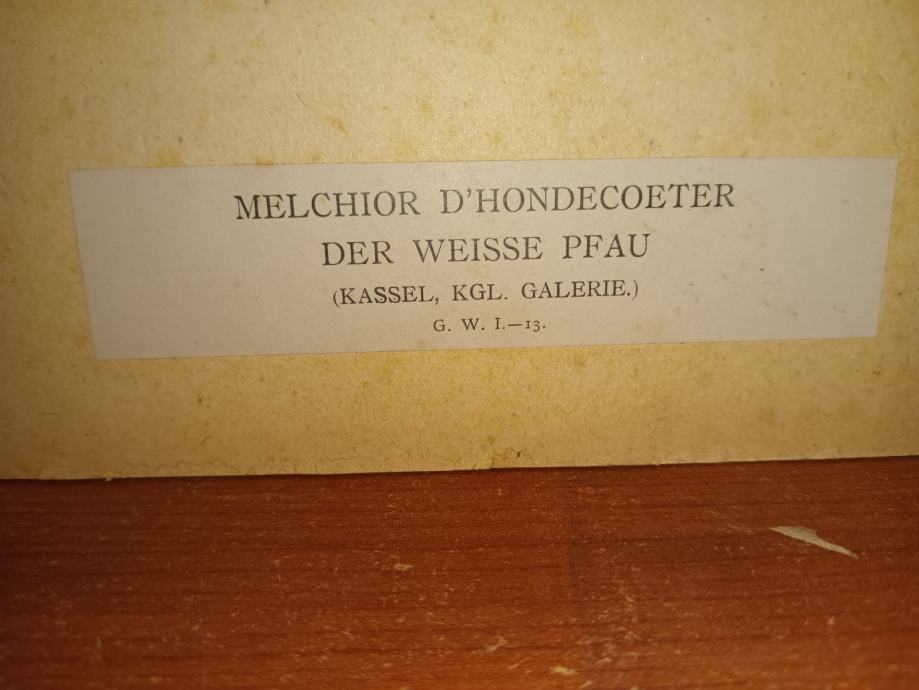 MELCHIOR D'HONDECOETER
DER WEISSE PFAU
(KASSEL, KGL. GALERIE.)
G. W. I.—13.